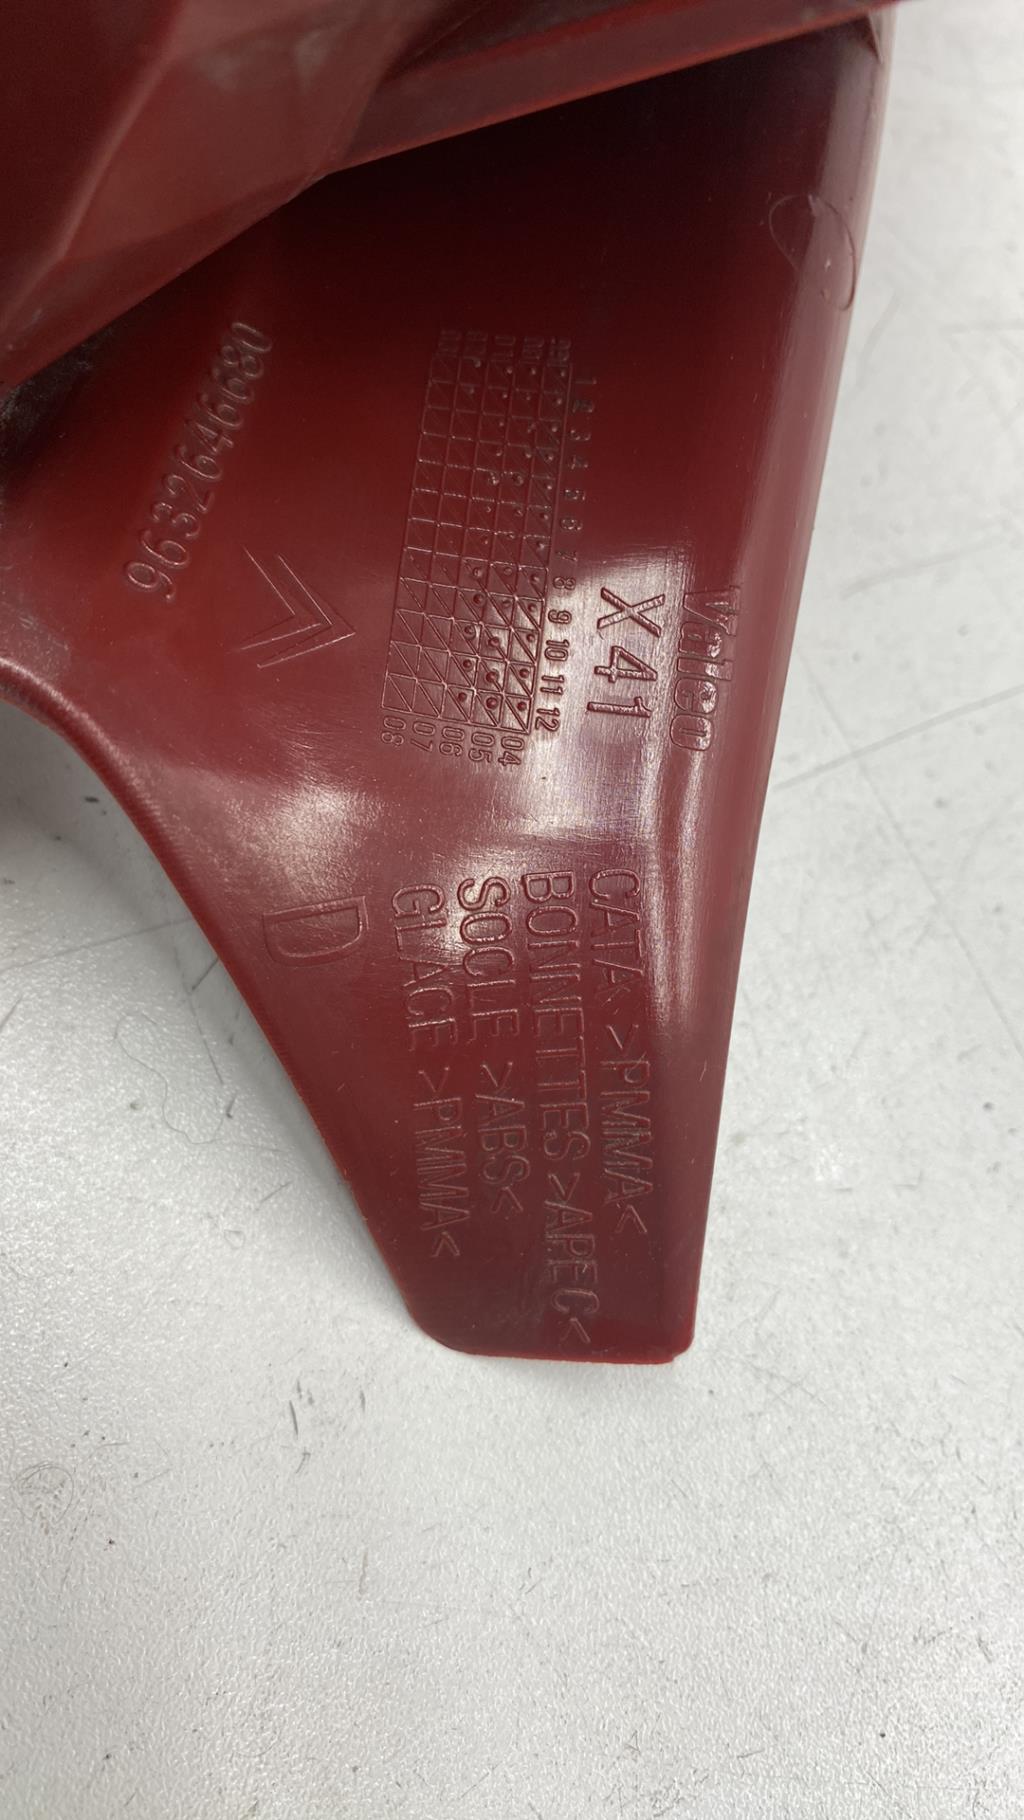 Valeo
X41
1 2 3 4 5 6 7 8 9 10 11 12
04
05
06
07
08
9632646680
CATA >PMMA<
BONNETTES >APEC<
SOCLE >ABS<
GLACE >PMMA<
D